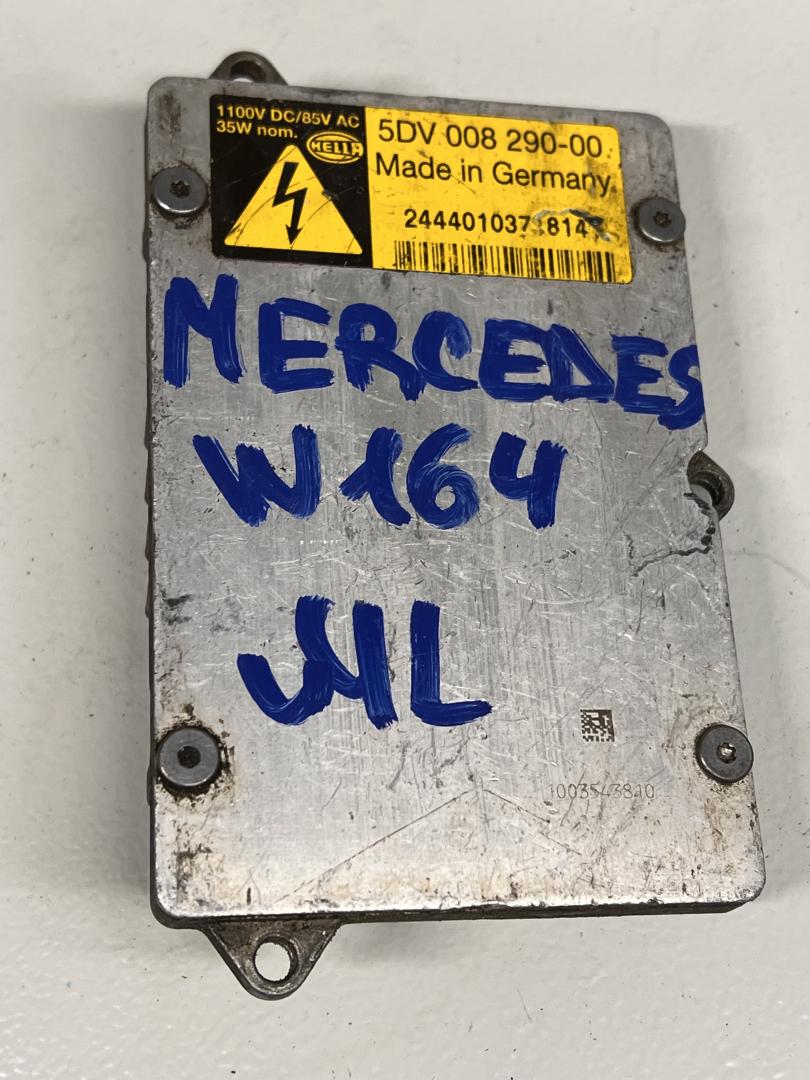 1100V DC/85V AC
35W nom.
HELLA
5DV 008 290-00
Made in Germany
MERCEDES
W164
ML